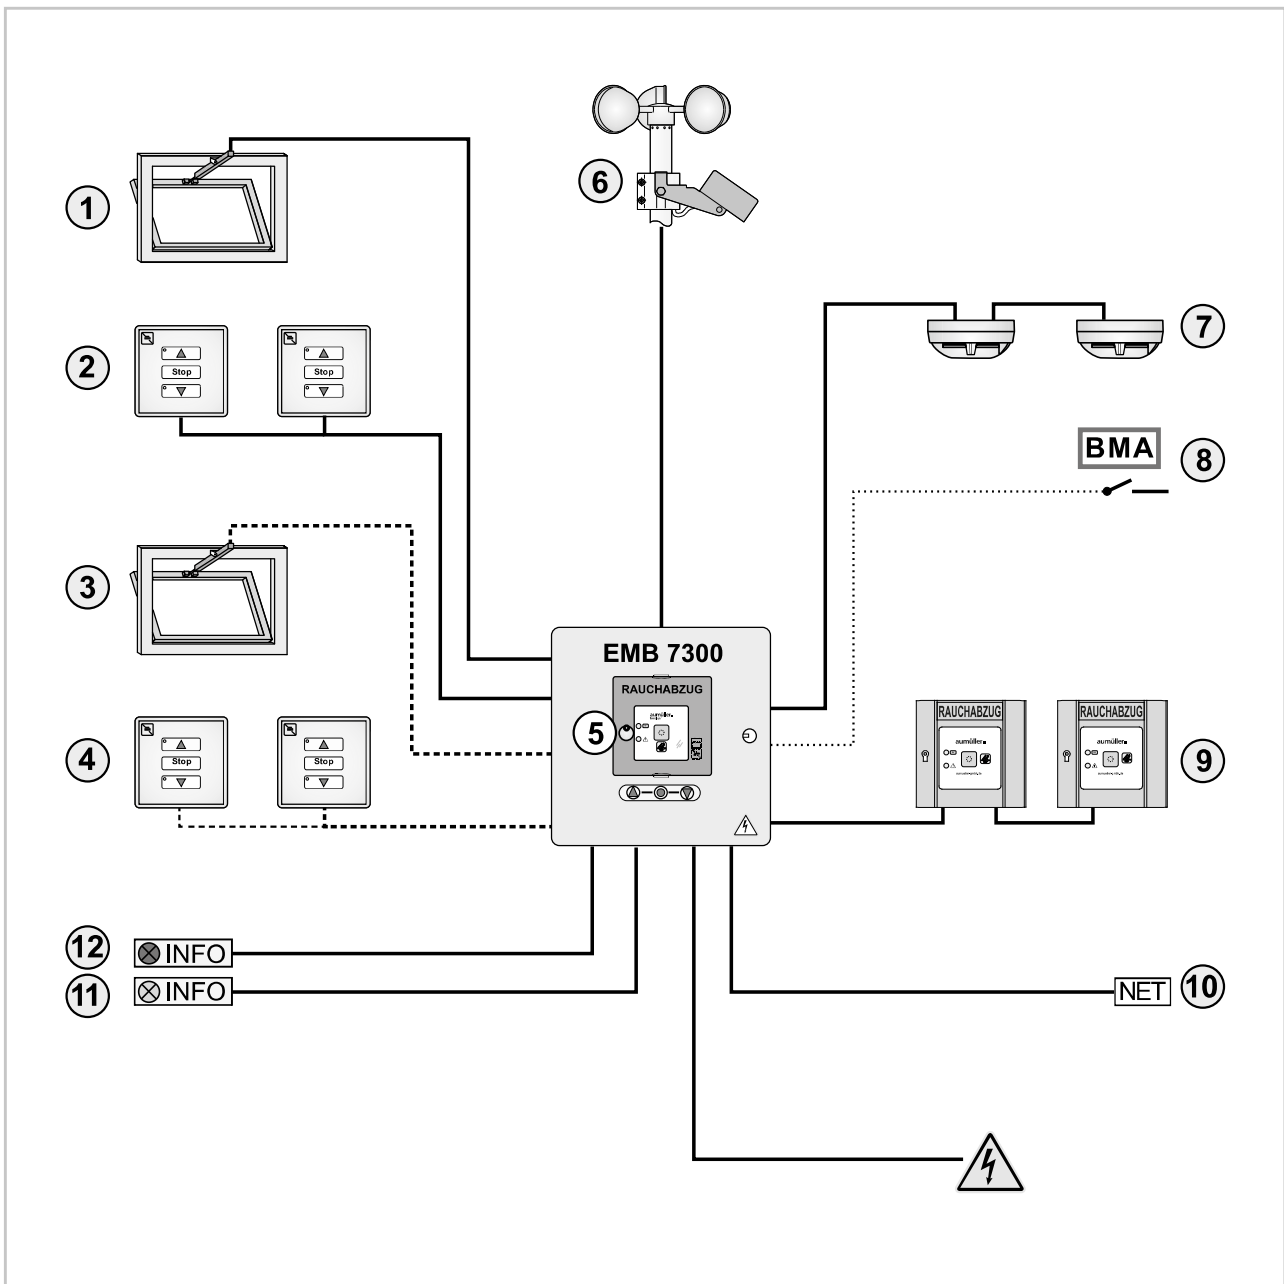 6
1
7
2
Stop
Stop
BMA
8
3
EMB 7300
RAUCHABZUG
aumüller
5
4
Stop
Stop
RAUCHABZUG
aumüller
RAUCHABZUG
aumüller
9
12
INFO
11
INFO
NET
10